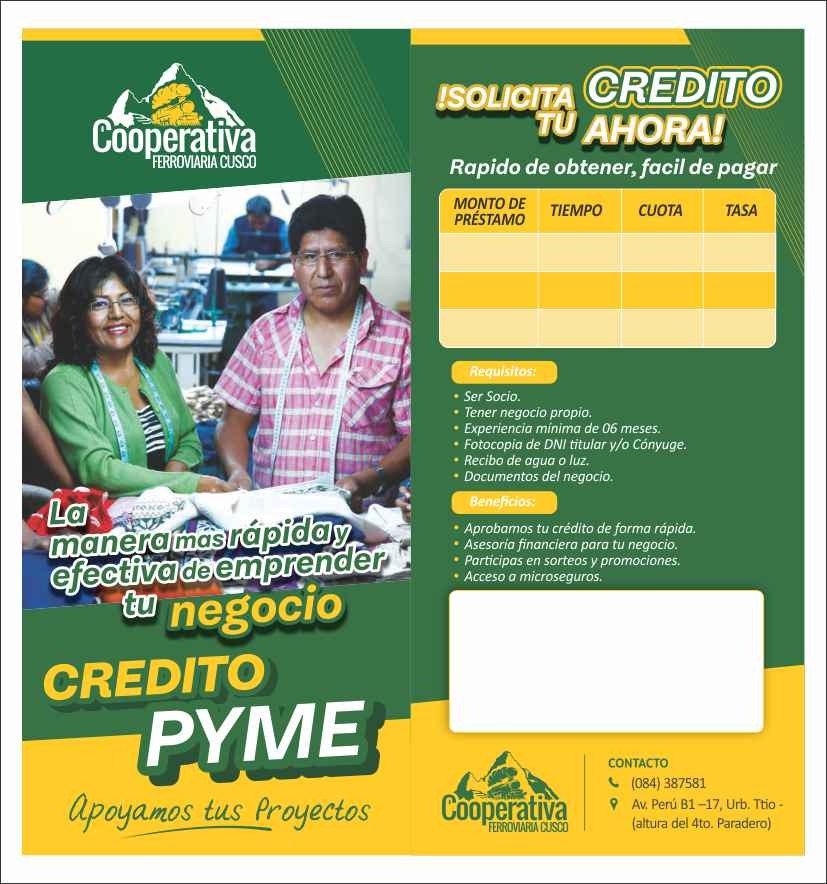 Cooperativa
FERROVIARIA CUSCO
La
manera mas rápida y
efectiva de emprender
tu negocio
CREDITO
PYME
Apoyamos tus Proyectos
!SOLICITA CREDITO
TÚ AHORA!
Rapido de obtener, facil de pagar
MONTO DE PRÉSTAMO TIEMPO CUOTA TASA
Requisitos:
• Ser Socio.
• Tener negocio propio.
• Experiencia mínima de 06 meses.
• Fotocopia de DNI titular y/o Cónyuge.
• Recibo de agua o luz.
• Documentos del negocio.
Beneficios:
• Aprobamos tu crédito de forma rápida.
• Asesoría financiera para tu negocio.
• Participas en sorteos y promociones.
• Acceso a microseguros.
Cooperativa
FERROVIARIA CUSCO
CONTACTO
(084) 387581
Av. Perú B1 –17, Urb. Ttio -
(altura del 4to. Paradero)